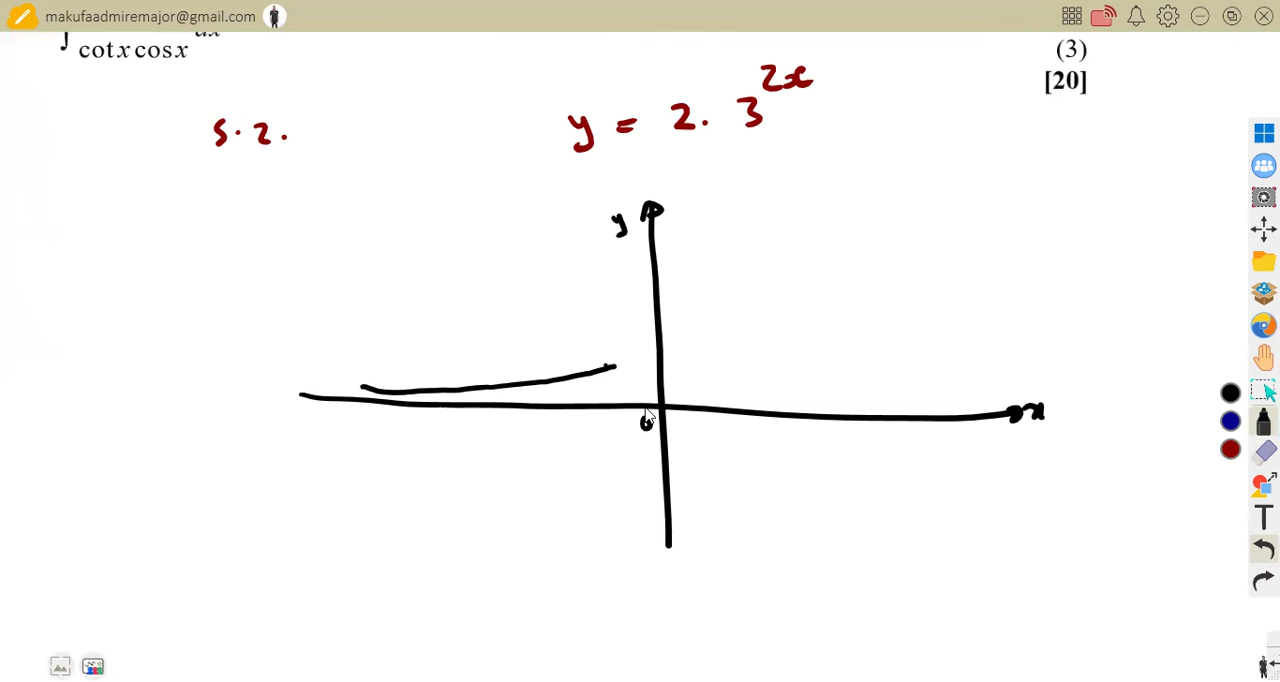 makufaadmiremajor@gmail.com
cot x cos x
(3)
[20]
5.2.
y = 2. 3^{2x}
y
x
0
T